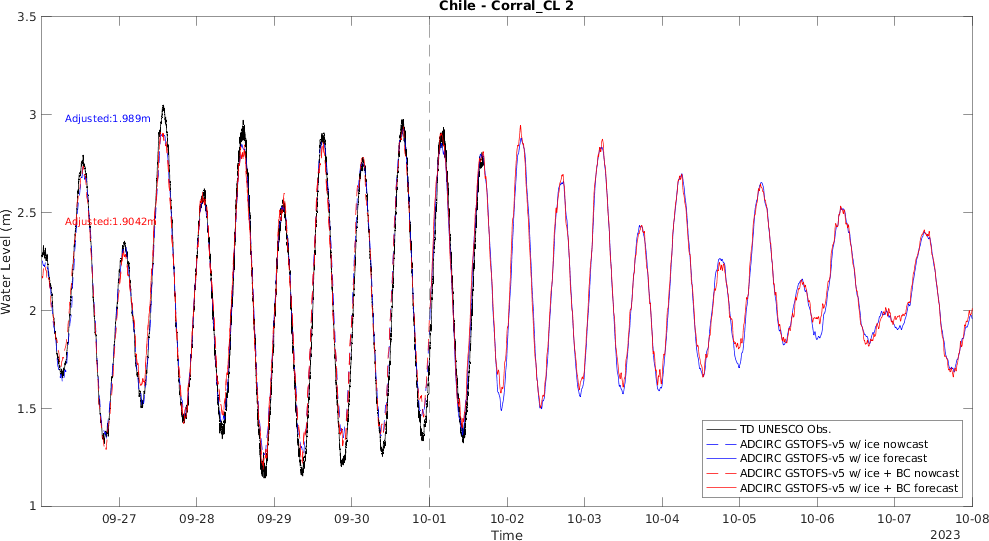 Chile - Corral_CL 2
3.5
3
2.5
2
1.5
1
Water Level (m)
Adjusted:1.989m
Adjusted:1.9042m
TD UNESCO Obs.
ADCIRC GSTOFS-v5 w/ ice nowcast
ADCIRC GSTOFS-v5 w/ ice forecast
ADCIRC GSTOFS-v5 w/ ice + BC nowcast
ADCIRC GSTOFS-v5 w/ ice + BC forecast
09-27 09-28 09-29 09-30 10-01 10-02 10-03 10-04 10-05 10-06 10-07 10-08
Time
2023